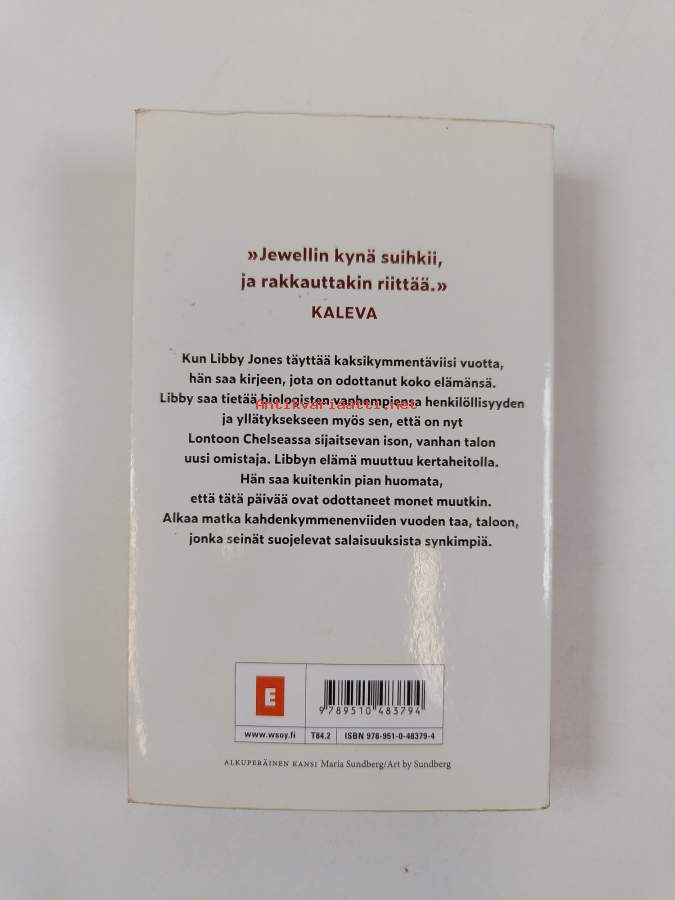 »Jewellin kynä suihkii,
ja rakkauttakin riittää.»
KALEVA
Kun Libby Jones täyttää kaksikymmentäviisi vuotta,
hän saa kirjeen, jota on odottanut koko elämänsä.
Libby saa tietää biologisten vanhempiensa henkilöllisyyden
Antikvariaatti.net
ja yllätyksekseen myös sen, että on nyt
Lontoon Chelseassa sijaitsevan ison, vanhan talon
uusi omistaja. Libbyn elämä muuttuu kertaheitolla.
Hän saa kuitenkin pian huomata,
että tätä päivää ovat odottaneet monet muutkin.
Alkaa matka kahdenkymmenenviiden vuoden taa, taloon,
jonka seinät suojelevat salaisuuksista synkimpiä.
E
9 789510 483794
www.wsoy.fi
T84.2
ISBN 978-951-0-48379-4
ALKUPERÄINEN KANSI Maria Sundberg/Art by Sundberg